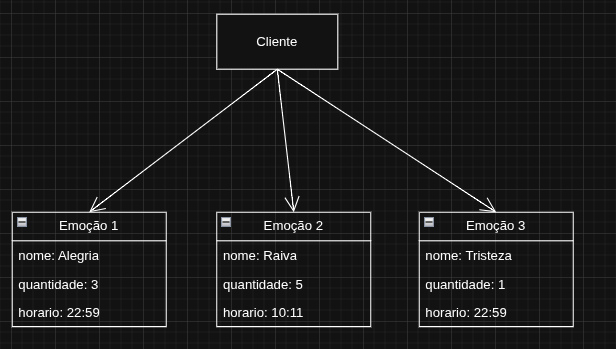 Cliente
Emoção 1
nome: Alegria
quantidade: 3
horario: 22:59
Emoção 2
nome: Raiva
quantidade: 5
horario: 10:11
Emoção 3
nome: Tristeza
quantidade: 1
horario: 22:59